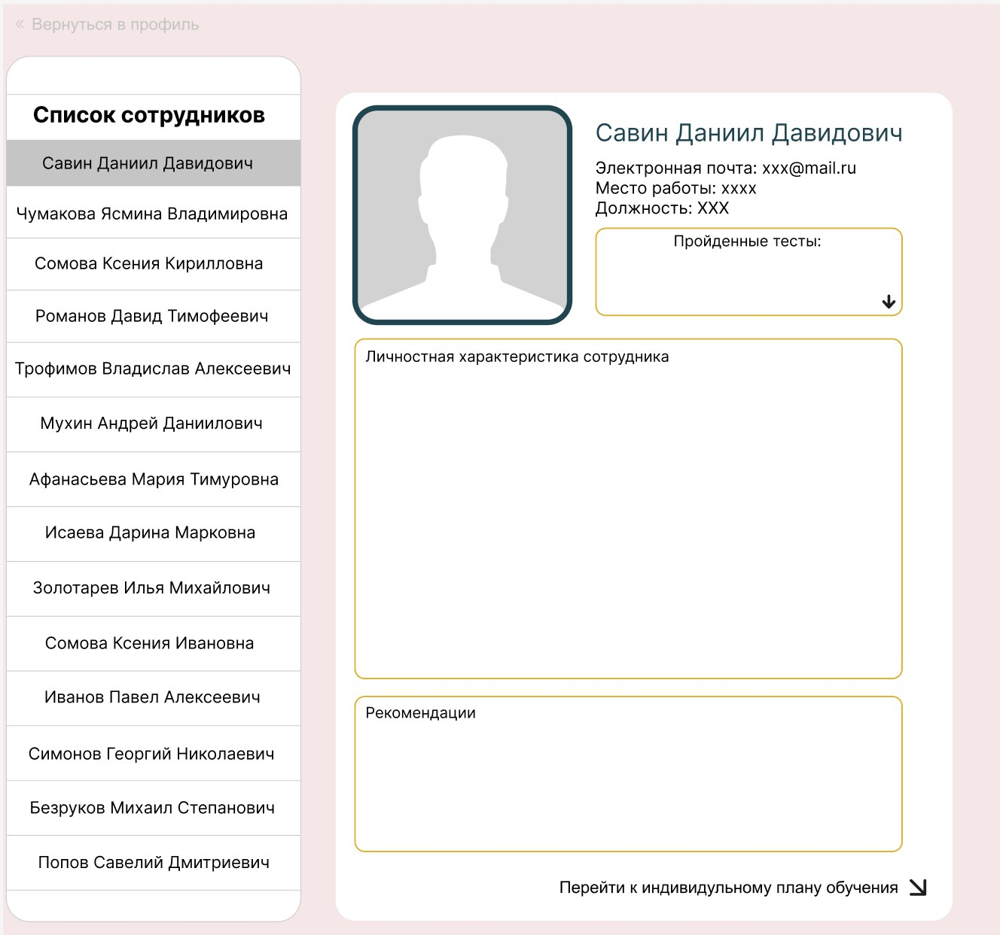 « Вернуться в профиль
Список сотрудников
Савин Даниил Давидович
Чумакова Ясмина Владимировна
Сомова Ксения Кирилловна
Романов Давид Тимофеевич
Трофимов Владислав Алексеевич
Мухин Андрей Даниилович
Афанасьева Мария Тимуровна
Исаева Дарина Марковна
Золотарев Илья Михайлович
Сомова Ксения Ивановна
Иванов Павел Алексеевич
Симонов Георгий Николаевич
Безруков Михаил Степанович
Попов Савелий Дмитриевич
Савин Даниил Давидович
Электронная почта: xxx@mail.ru
Место работы: xxxx
Должность: XXX
Пройденные тесты:
Личностная характеристика сотрудника
Рекомендации
Перейти к индивидульному плану обучения